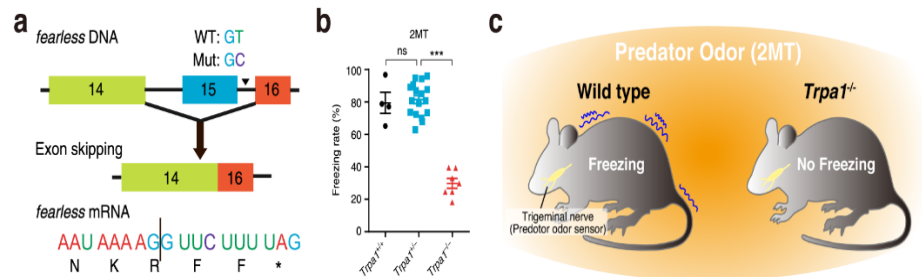 a
fearless DNA
WT: GT
Mut: GC
14
15
16
Exon skipping
14
16
fearless mRNA
AAU AAA AGG UUC UUU UAG
N K R F F *
b
2MT
ns
***
Freezing rate (%)
100
80
60
40
20
0
Trpa1+/+
Trpa1+/-
Trpa1-/-
c
Predator Odor (2MT)
Wild type
Trpa1-/-
Freezing
No Freezing
Trigeminal nerve
(Predotor odor sensor)